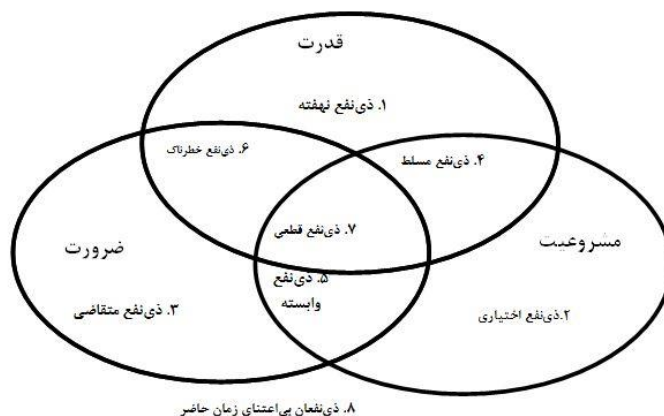 قدرت
۱. ذی‌نفع نهفته
۶. ذی‌نفع خطرناک
۴. ذی‌نفع مسلط
۷. ذی‌نفع قطعی
ضرورت
مشروعیت
۵. ذی‌نفع
وابسته
۳. ذی‌نفع متقاضی
۲.ذی‌نفع اختیاری
۸. ذی‌نفعان بی‌اعتنای زمان حاضر